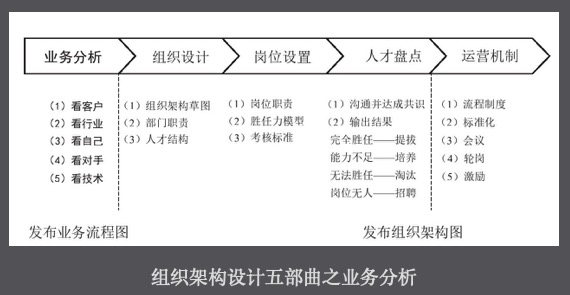 业务分析
组织设计
岗位设置
人才盘点
运营机制
（1）看客户
（2）看行业
（3）看自己
（4）看对手
（5）看技术
（1）组织架构草图
（2）部门职责
（3）人才结构
（1）岗位职责
（2）胜任力模型
（3）考核标准
（1）沟通并达成共识
（2）输出结果
完全胜任——提拔
能力不足——培养
无法胜任——淘汰
岗位无人——招聘
（1）流程制度
（2）标准化
（3）会议
（4）轮岗
（5）激励
发布业务流程图
发布组织架构图
组织架构设计五部曲之业务分析